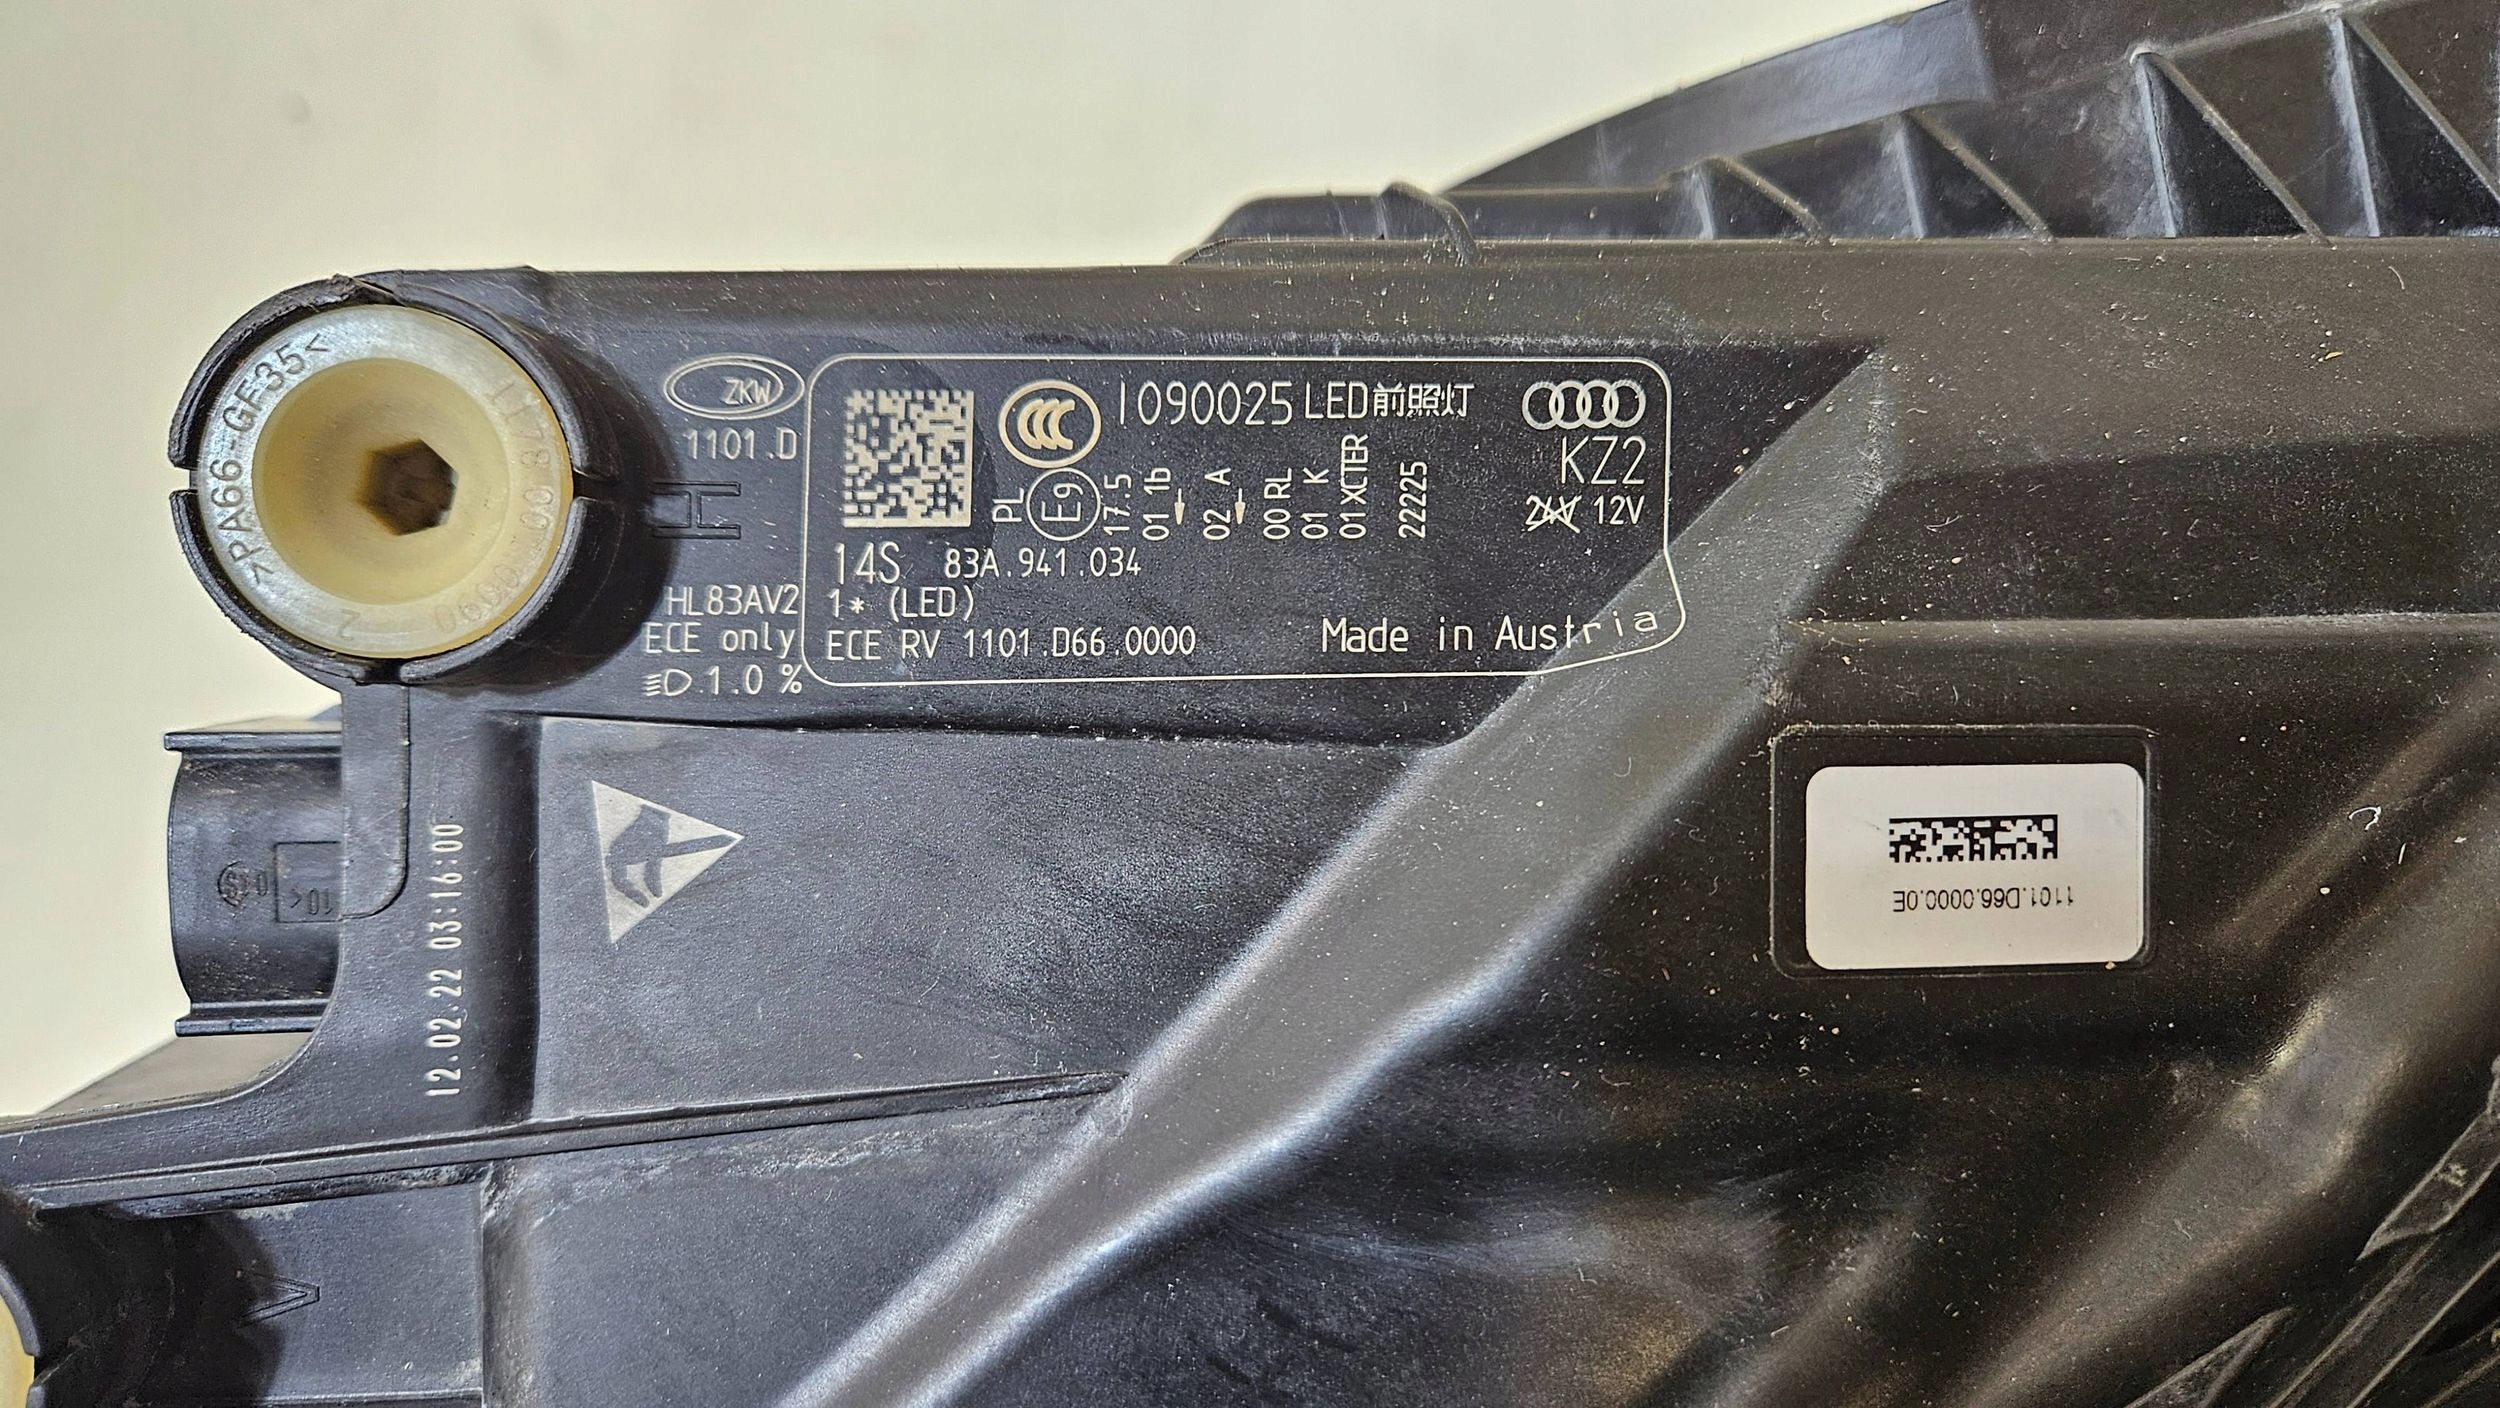 >PA66-GF35<
ZKW
1101.D
H
HL83AV2
ECE only
1.0 %
I090025 LED前照灯
KZ2
24V 12V
PL
E9
17.5
01 1b
02 A
00 RL
01 K
01 XCTER
22225
14S 83A.941.034
1* (LED)
ECE RV 1101.D66.0000
Made in Austria
12.02.22 03:16:00
1101.D66.0000.0E